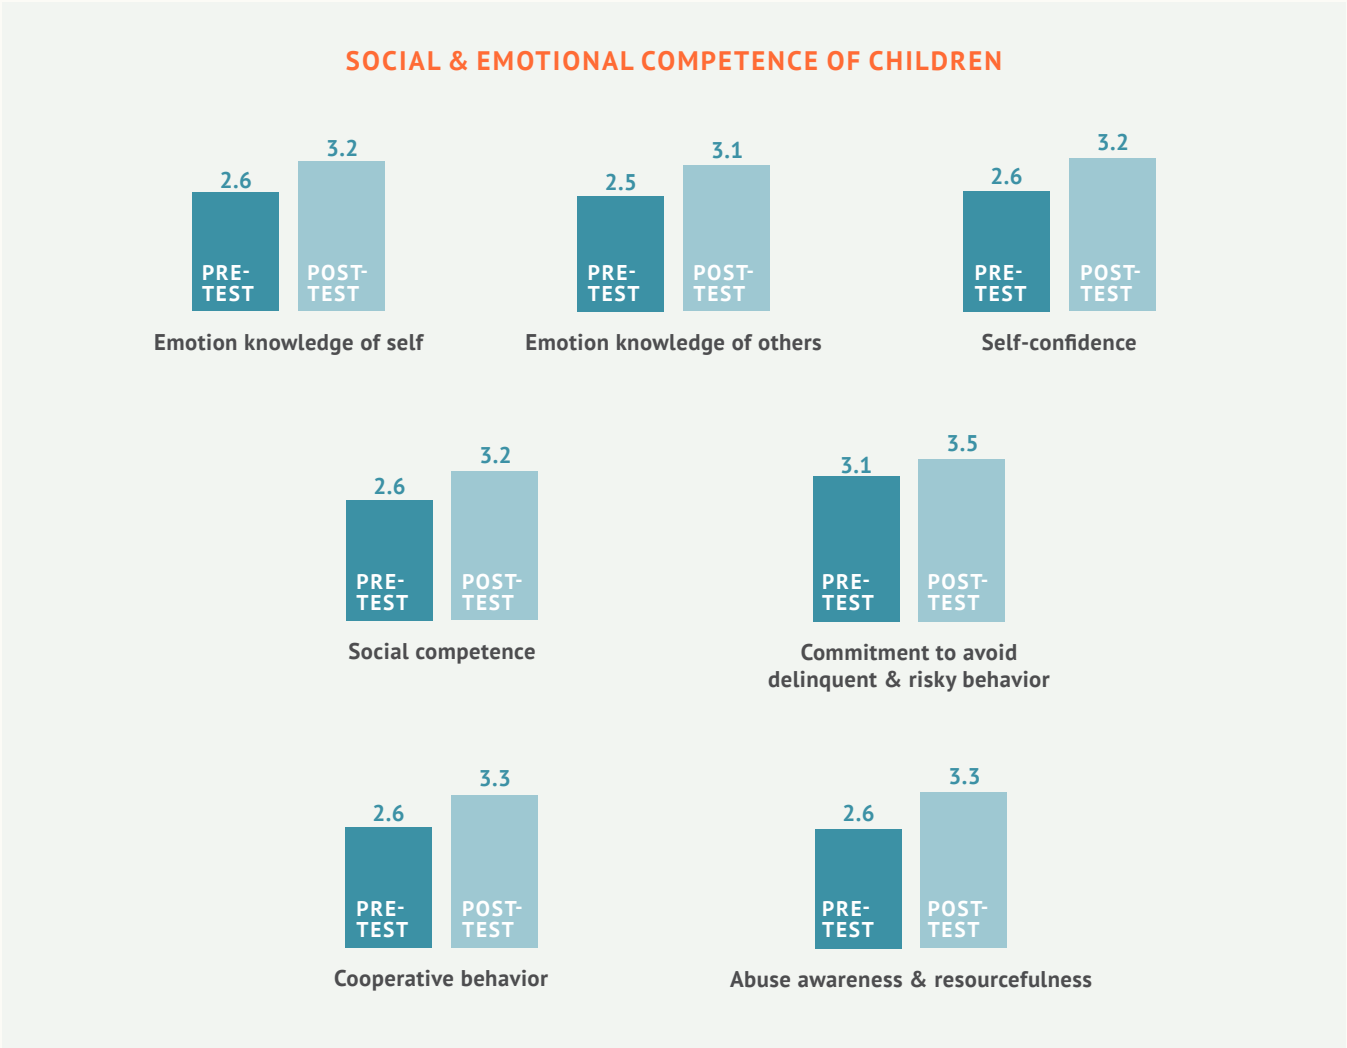 SOCIAL & EMOTIONAL COMPETENCE OF CHILDREN
2.6
3.2
PRE-
TEST
POST-
TEST
Emotion knowledge of self
2.5
3.1
PRE-
TEST
POST-
TEST
Emotion knowledge of others
2.6
3.2
PRE-
TEST
POST-
TEST
Self-confidence
2.6
3.2
PRE-
TEST
POST-
TEST
Social competence
3.1
3.5
PRE-
TEST
POST-
TEST
Commitment to avoid
delinquent & risky behavior
2.6
3.3
PRE-
TEST
POST-
TEST
Cooperative behavior
2.6
3.3
PRE-
TEST
POST-
TEST
Abuse awareness & resourcefulness